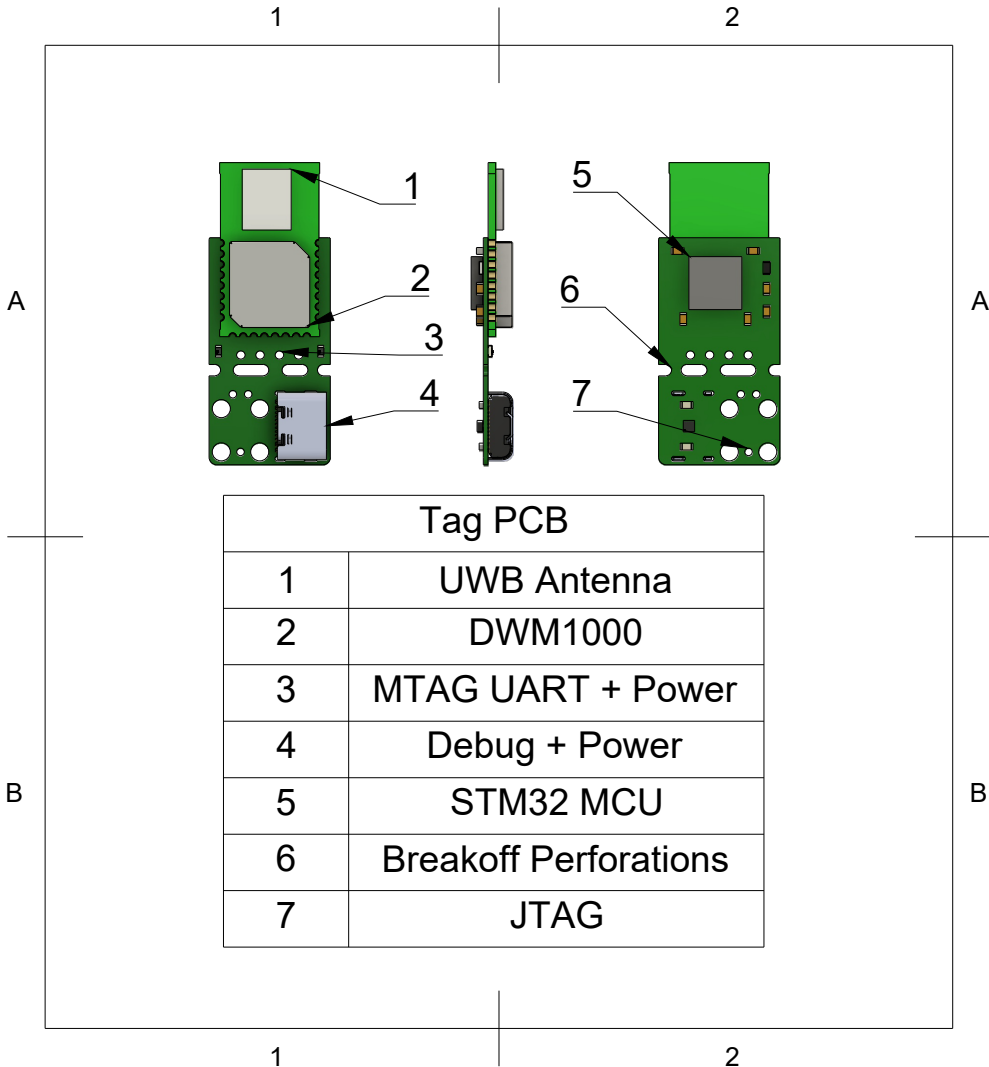 1 2
1
5
2
6
A A
3
4
7
Tag PCB
1 UWB Antenna
2 DWM1000
3 MTAG UART + Power
4 Debug + Power
5 STM32 MCU
6 Breakoff Perforations
7 JTAG
B B
1 2